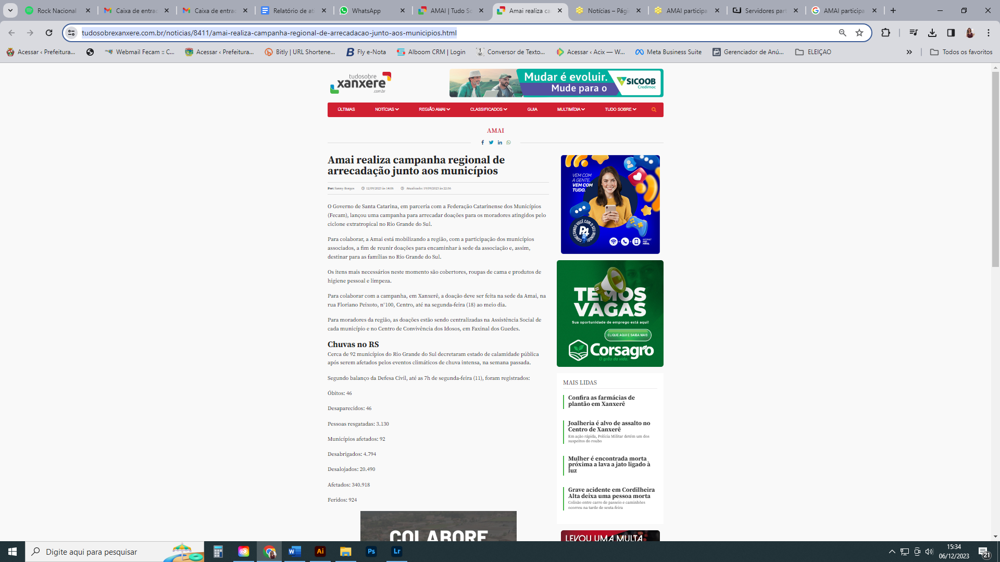 Rock Nacional
Caixa de entrad
Caixa de entrad
Relatório de ati
WhatsApp
AMAI | Tudo So
Amai realiza ca
Notícias – Pági
AMAI participa
Servidores part
AMAI participa
tudosobrexanxere.com.br/noticias/8411/amai-realiza-campanha-regional-de-arrecadacao-junto-aos-municipios.html
Acessar ‹ Prefeitura...
Webmail Fecam :: C...
Acessar ‹ Prefeitura...
Bitly | URL Shortene...
Fly e-Nota
Alboom CRM | Login
Conversor de Texto...
Acessar ‹ Acix — W...
Meta Business Suite
Gerenciador de Anú...
ELEIÇAO
Todos os favoritos
tudosobre
xanxere
.com.br
Mudar é evoluir.
Mude para o
SICOOB
Credimoc
ÚLTIMAS NOTÍCIAS REGIÃO AMAI CLASSIFICADOS GUIA MULTIMÍDIA TUDO SOBRE
AMAI
Amai realiza campanha regional de
arrecadação junto aos municípios
Por: Sanny Borges 12/09/2023 às 14:06 Atualizado: 19/09/2023 às 22:56
O Governo de Santa Catarina, em parceria com a Federação Catarinense dos Municípios
(Fecam), lançou uma campanha para arrecadar doações para os moradores atingidos pelo
ciclone extratropical no Rio Grande do Sul.
Para colaborar, a Amai está mobilizando a região, com a participação dos municípios
associados, a fim de reunir doações para encaminhar à sede da associação e, assim,
destinar para as famílias no Rio Grande do Sul.
Os itens mais necessários neste momento são cobertores, roupas de cama e produtos de
higiene pessoal e limpeza.
Para colaborar com a campanha, em Xanxerê, a doação deve ser feita na sede da Amai, na
rua Floriano Peixoto, n°100, Centro, até na segunda-feira (18) ao meio dia.
Para moradores da região, as doações estão sendo centralizadas na Assistência Social de
cada município e no Centro de Convivência dos Idosos, em Faxinal dos Guedes.
Chuvas no RS
Cerca de 92 municípios do Rio Grande do Sul decretaram estado de calamidade pública
após serem afetados pelos eventos climáticos de chuva intensa, na semana passada.
Segundo balanço da Defesa Civil, até as 7h de segunda-feira (11), foram registrados:
Óbitos: 46
Desaparecidos: 46
Pessoas resgatadas: 3.130
Municípios afetados: 92
Desabrigados: 4.794
Desalojados: 20.490
Afetados: 340.918
Feridos: 924
COLABORE
VEM COM
A GENTE,
VEM COM
TUDO.
CONECTANDO VOCÊ COM O SEU MUNDO!
P4
INTERNET
FIXO
MÓVEL
TEMOS
VAGAS
Sua oportunidade de emprego está aqui!
CLIQUE AQUI E SAIBA MAIS
Corsagro
O grão da vida.
MAIS LIDAS
Confira as farmácias de
plantão em Xanxerê
Joalheria é alvo de assalto no
Centro de Xanxerê
Em ação rápida, Polícia Militar detém um dos
suspeitos do roubo
Mulher é encontrada morta
próxima a lava a jato ligado à
luz
Grave acidente em Cordilheira
Alta deixa uma pessoa morta
Colisão entre carro de passeio e caminhões
ocorreu na tarde de sexta-feira
LEVOU UMA MULTA
Digite aqui para pesquisar
W
Ai
Ps
Lr
15:34
06/12/2023
21